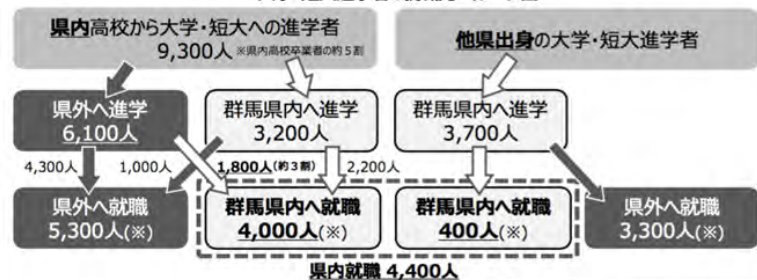 県内高校から大学・短大への進学者
9,300人 ※県内高校卒業者の約5割
他県出身の大学・短大進学者
県外へ進学
6,100人
群馬県内へ進学
3,200人
群馬県内へ進学
3,700人
4,300人
1,000人
1,800人(約3割)
2,200人
県外へ就職
5,300人(※)
群馬県内へ就職
4,000人(※)
群馬県内へ就職
400人(※)
県外へ就職
3,300人(※)
県内就職 4,400人